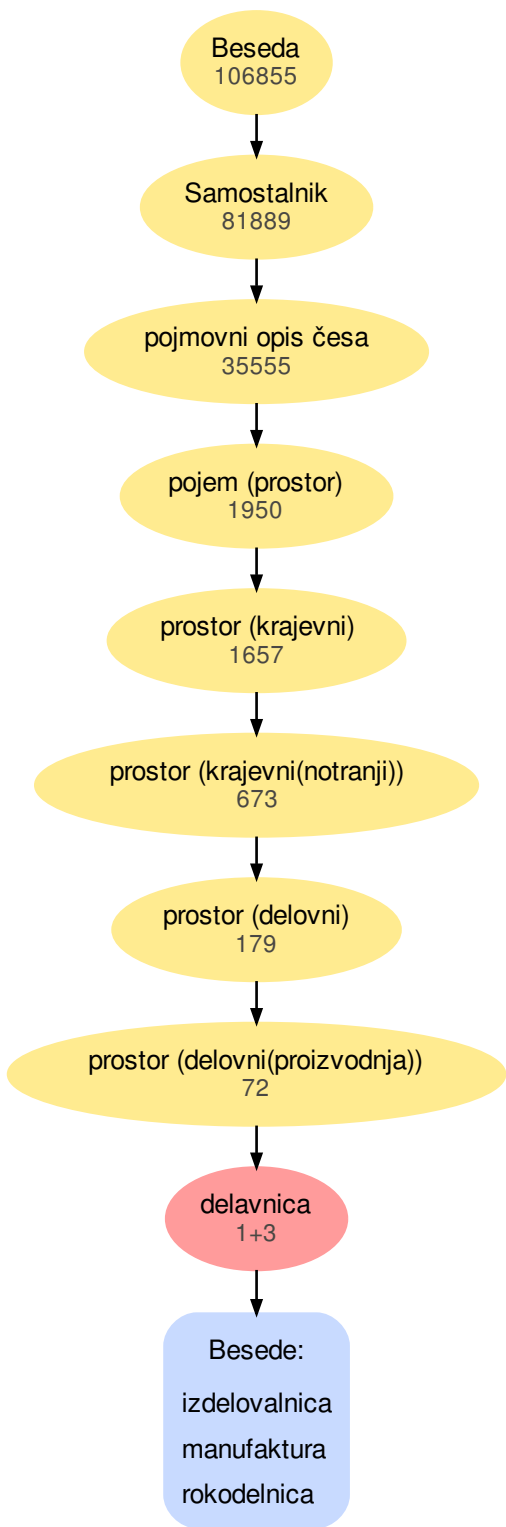 Beseda
106855
Samostalnik
81889
pojmovni opis česa
35555
pojem (prostor)
1950
prostor (krajevni)
1657
prostor (krajevni(notranji))
673
prostor (delovni)
179
prostor (delovni(proizvodnja))
72
delavnica
1+3
Besede:
izdelovalnica
manufaktura
rokodelnica